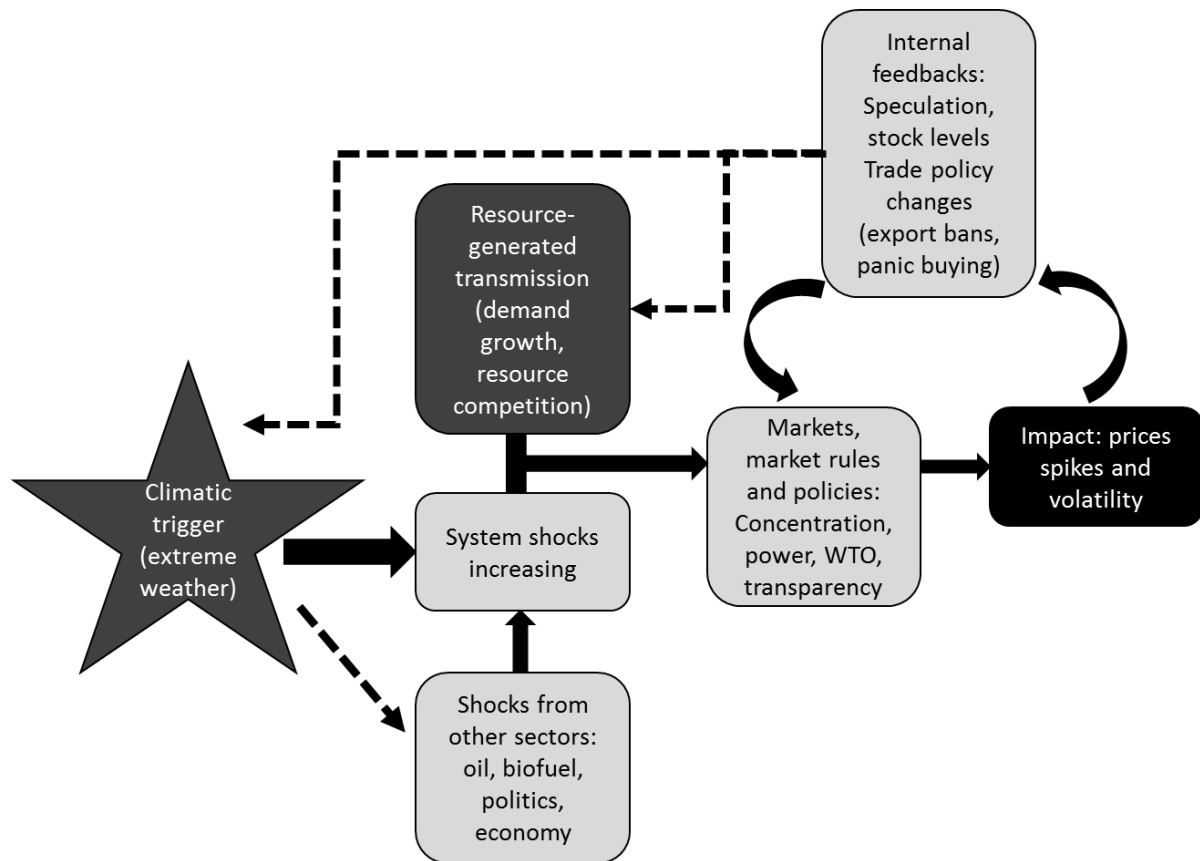 Internal
feedbacks:
Speculation,
stock levels
Trade policy
changes
(export bans,
panic buying)
Resource-
generated
transmission
(demand
growth,
resource
competition)
Climatic
trigger
(extreme
weather)
System shocks
increasing
Markets,
market rules
and policies:
Concentration,
power, WTO,
transparency
Impact: prices
spikes and
volatility
Shocks from
other sectors:
oil, biofuel,
politics,
economy